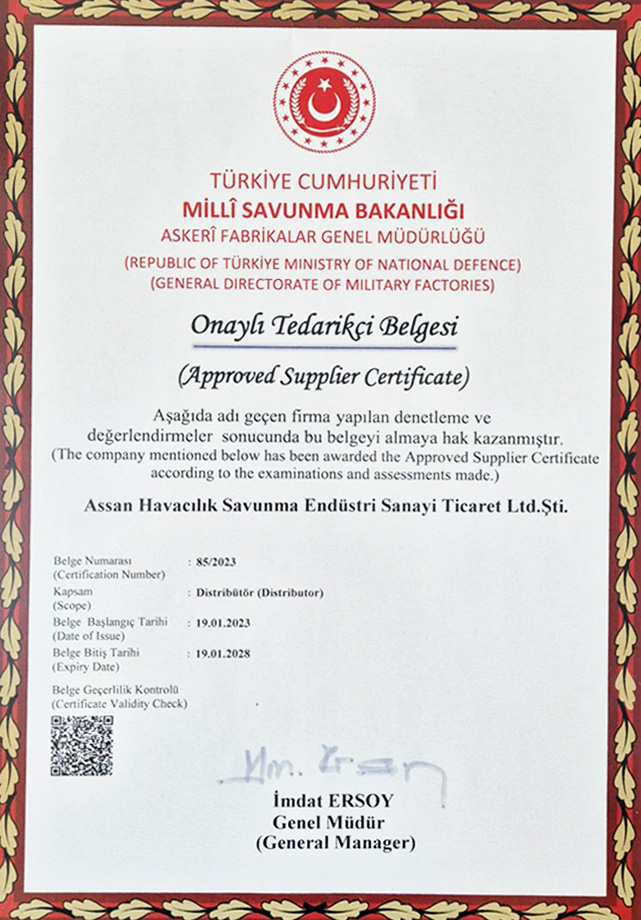 TÜRKİYE CUMHURİYETİ
MİLLÎ SAVUNMA BAKANLIĞI
ASKERÎ FABRİKALAR GENEL MÜDÜRLÜĞÜ
(REPUBLIC OF TÜRKİYE MINISTRY OF NATIONAL DEFENCE)
(GENERAL DIRECTORATE OF MILITARY FACTORIES)
Onaylı Tedarikçi Belgesi
(Approved Supplier Certificate)
Aşağıda adı geçen firma yapılan denetleme ve
değerlendirmeler sonucunda bu belgeyi almaya hak kazanmıştır.
(The company mentioned below has been awarded the Approved Supplier Certificate
according to the examinations and assessments made.)
Assan Havacılık Savunma Endüstri Sanayi Ticaret Ltd.Şti.
Belge Numarası : 85/2023
(Certification Number)
Kapsam : Distribütör (Distributor)
(Scope)
Belge Başlangıç Tarihi : 19.01.2023
(Date of Issue)
Belge Bitiş Tarihi : 19.01.2028
(Expiry Date)
Belge Geçerlilik Kontrolü
(Certificate Validity Check)
İmdat ERSOY
Genel Müdür
(General Manager)